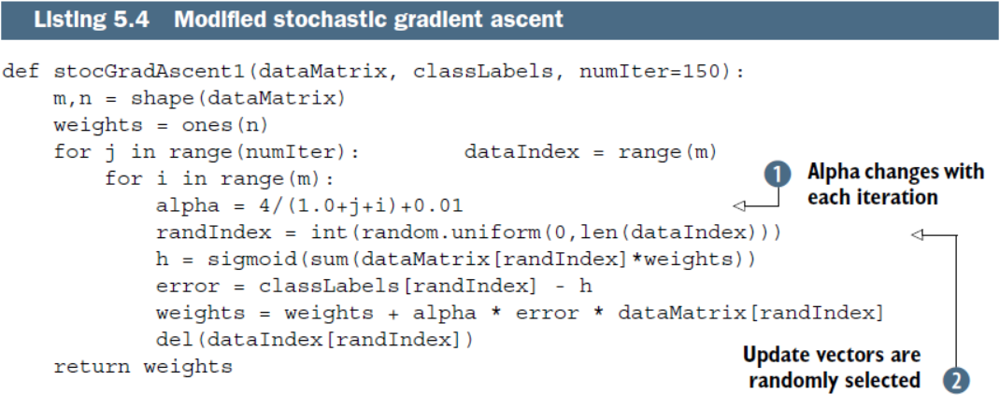 Listing 5.4 Modified stochastic gradient ascent
def stocGradAscent1(dataMatrix, classLabels, numIter=150):
    m,n = shape(dataMatrix)
    weights = ones(n)
    for j in range(numIter):        dataIndex = range(m)
        for i in range(m):
            alpha = 4/(1.0+j+i)+0.01
            randIndex = int(random.uniform(0,len(dataIndex)))
            h = sigmoid(sum(dataMatrix[randIndex]*weights))
            error = classLabels[randIndex] - h
            weights = weights + alpha * error * dataMatrix[randIndex]
            del(dataIndex[randIndex])
    return weights
1 Alpha changes with
each iteration
Update vectors are
randomly selected 2